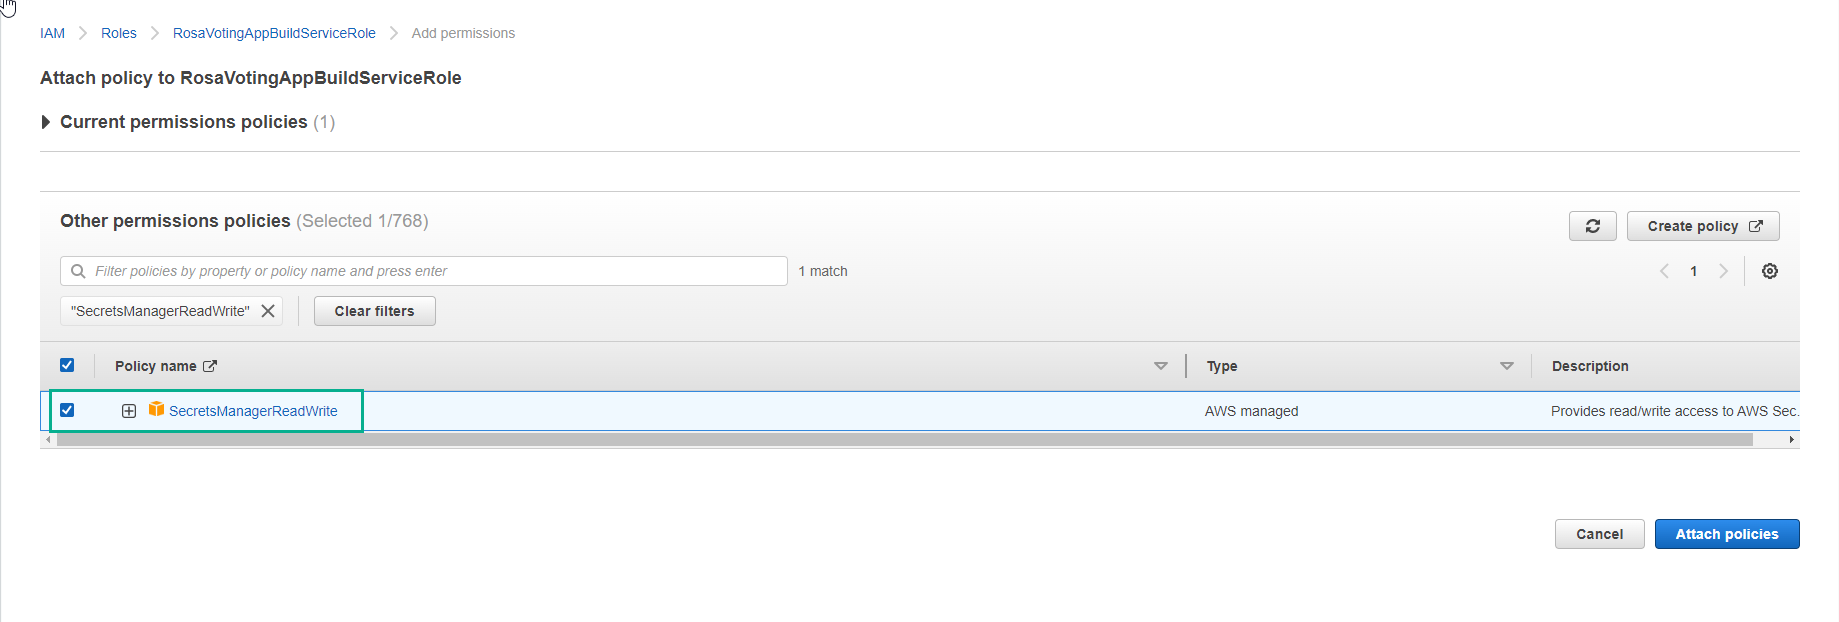 IAM > Roles > RosaVotingAppBuildServiceRole > Add permissions
Attach policy to RosaVotingAppBuildServiceRole
Current permissions policies (1)
Other permissions policies (Selected 1/768)
Create policy
Filter policies by property or policy name and press enter
1 match
1
"SecretsManagerReadWrite"
Clear filters
Policy name Type Description
SecretsManagerReadWrite AWS managed Provides read/write access to AWS Sec.
Cancel Attach policies